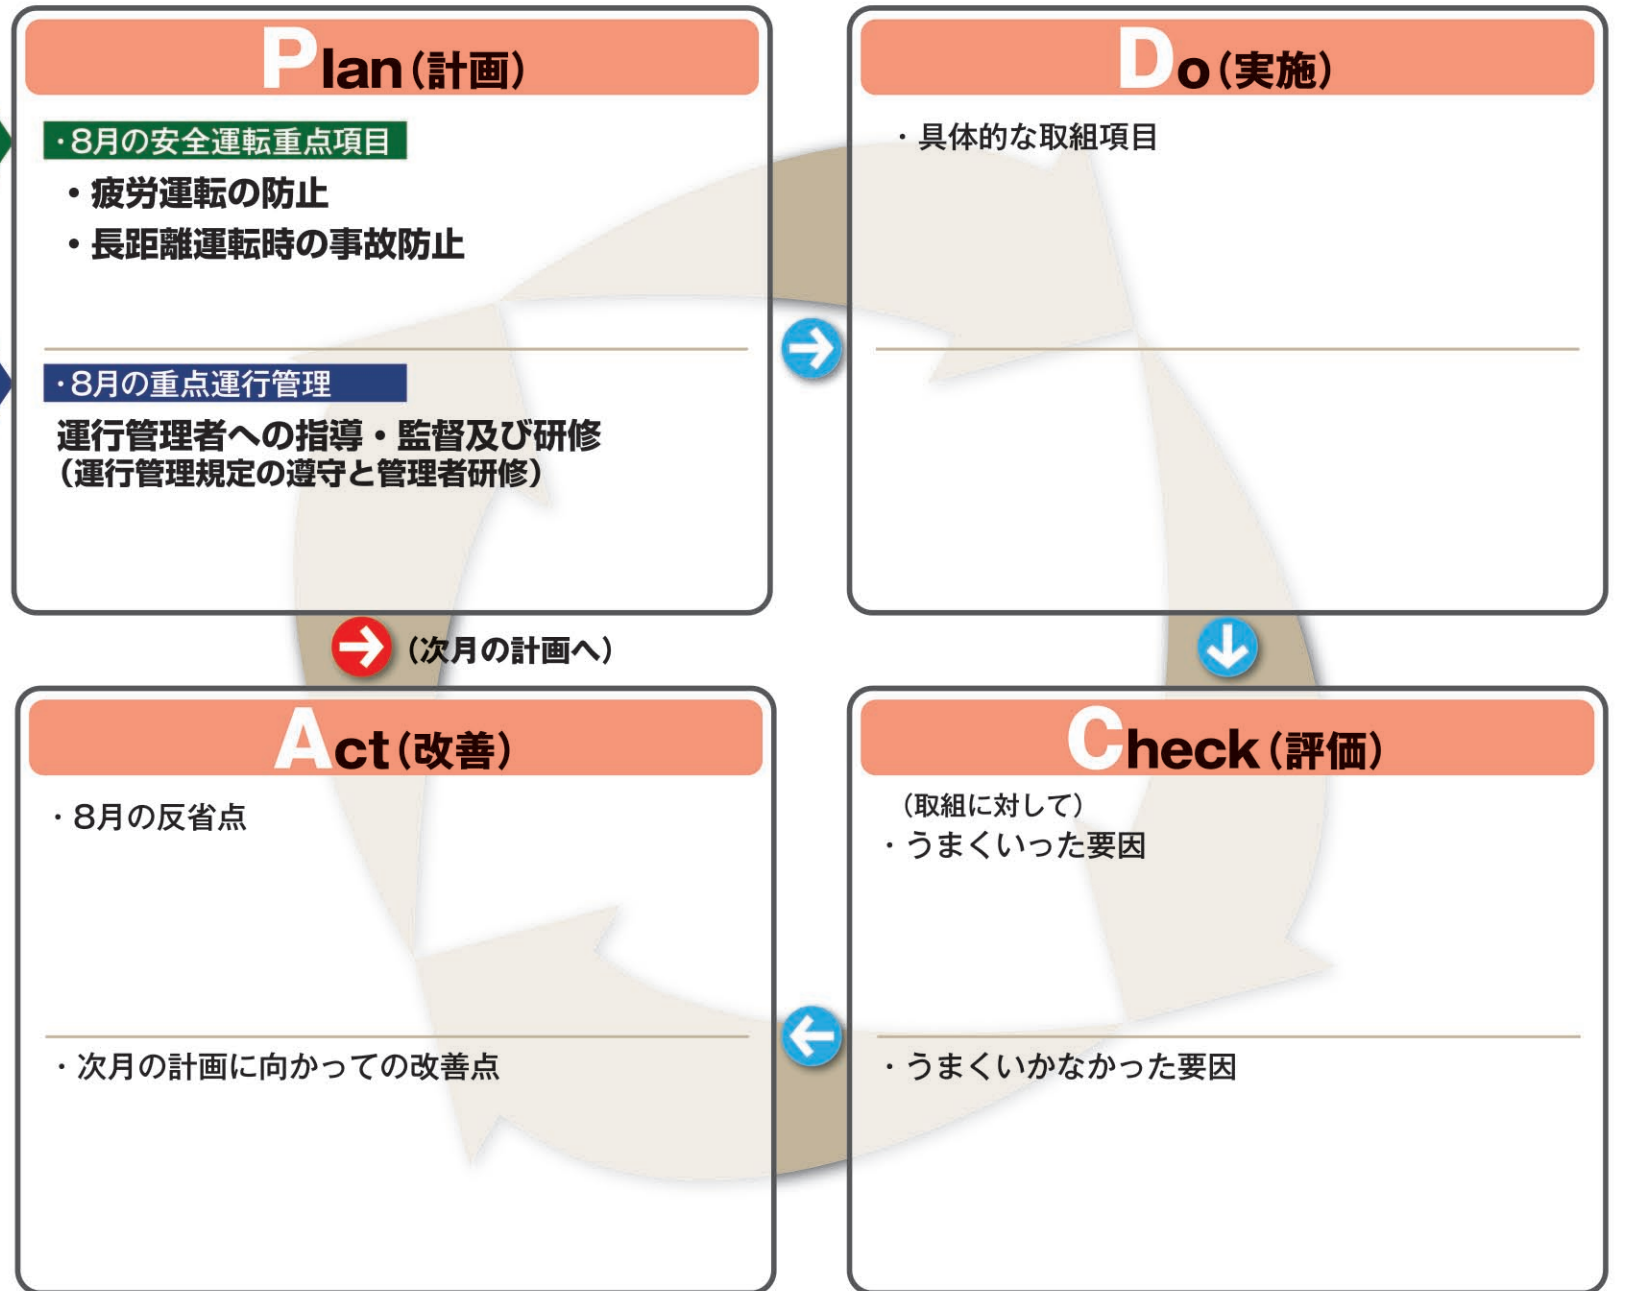 Plan(計画)
・8月の安全運転重点項目
・疲労運転の防止
・長距離運転時の事故防止
・8月の重点運行管理
運行管理者への指導・監督及び研修
(運行管理規定の遵守と管理者研修)
Do(実施)
・具体的な取組項目
(次月の計画へ)
Act(改善)
・8月の反省点
・次月の計画に向かっての改善点
Check(評価)
(取組に対して)
・うまくいった要因
・うまくいかなかった要因